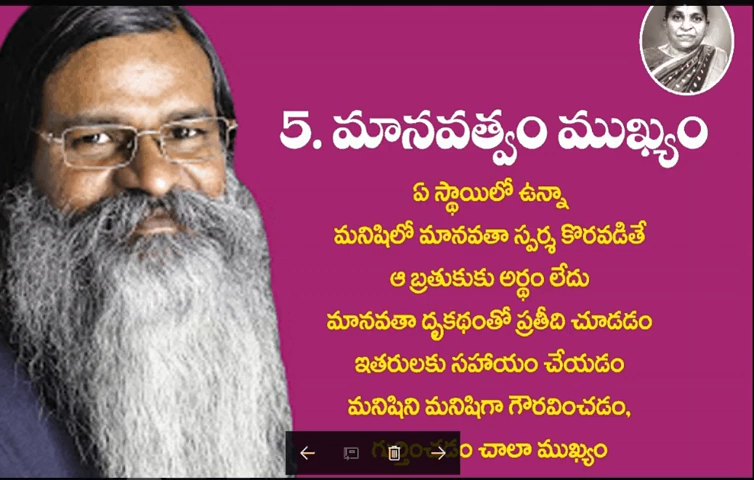 5. మానవత్వం ముఖ్యం
ఏ స్థాయిలో ఉన్నా
మనిషిలో మానవతా స్పర్శ కొరవడితే
ఆ బ్రతుకుకు అర్థం లేదు
మానవతా దృకథంతో ప్రతీది చూడడం
ఇతరులకు సహాయం చేయడం
మనిషిని మనిషిగా గౌరవించడం,
గుర్తించడం చాలా ముఖ్యం